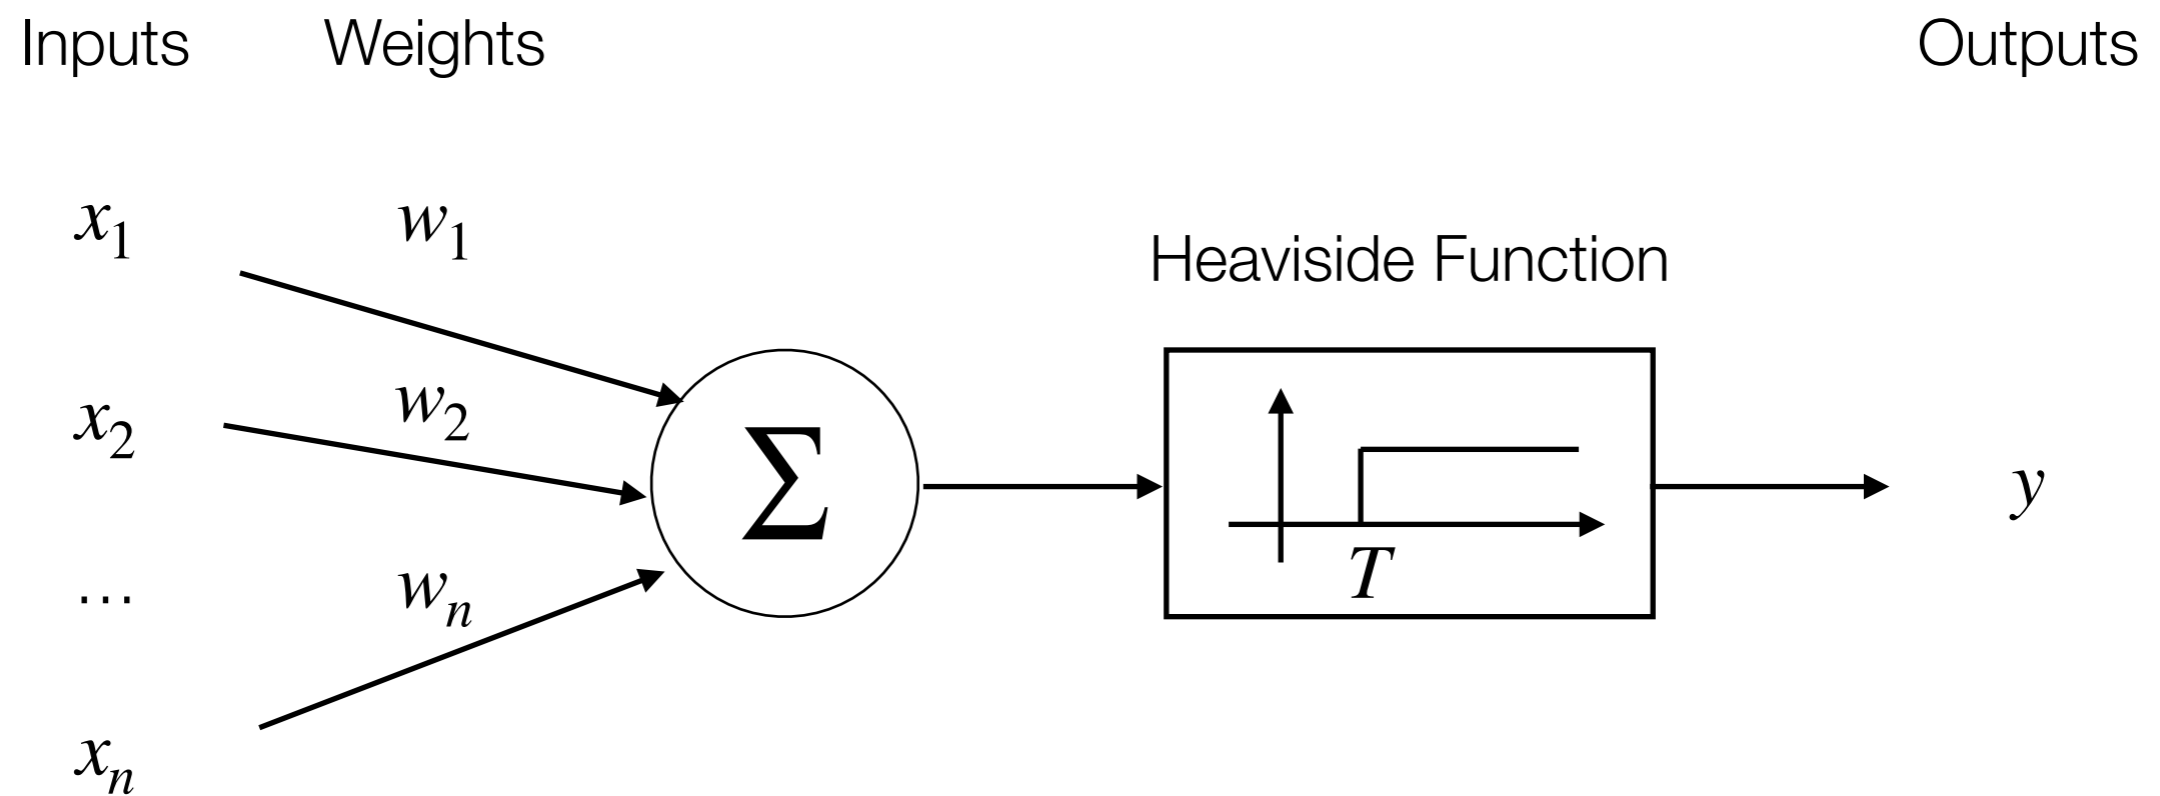 Inputs Weights Outputs
x₁ w₁
Heaviside Function
x₂ w₂
Σ
y
T
… wₙ
xₙ